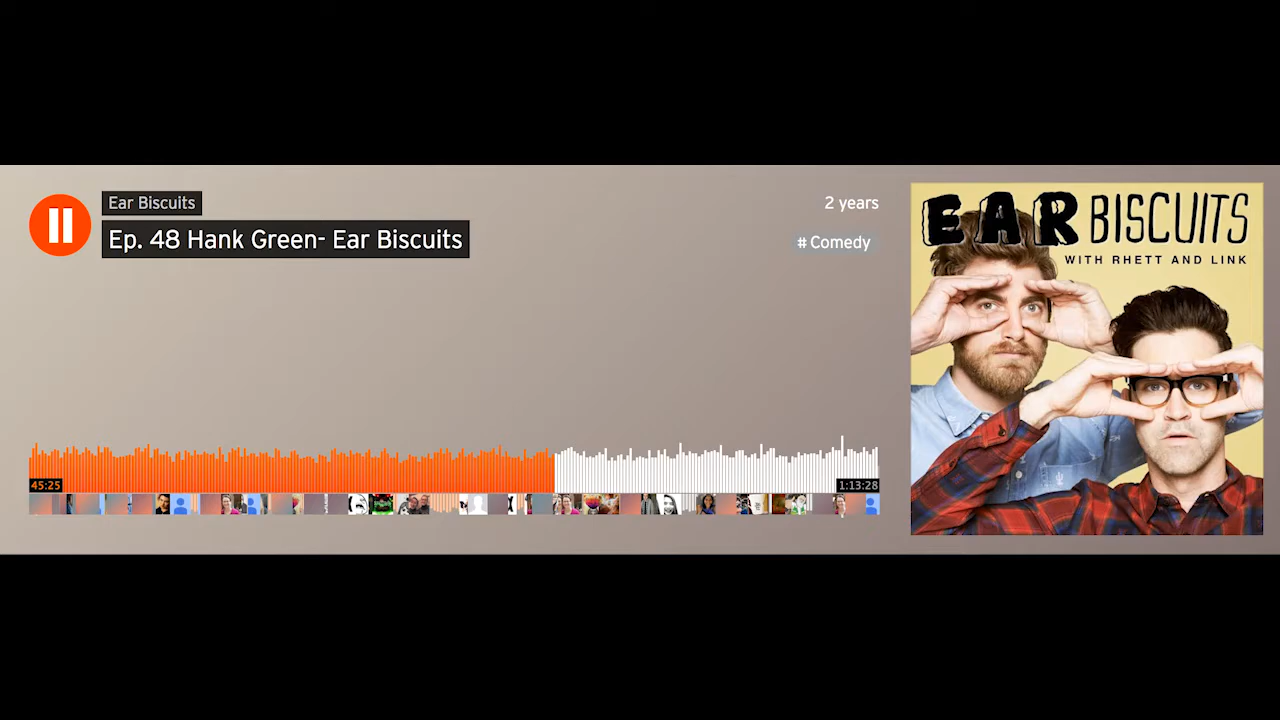 Ear Biscuits
Ep. 48 Hank Green- Ear Biscuits
2 years
# Comedy
45:25
1:13:28
EAR BISCUITS
WITH RHETT AND LINK